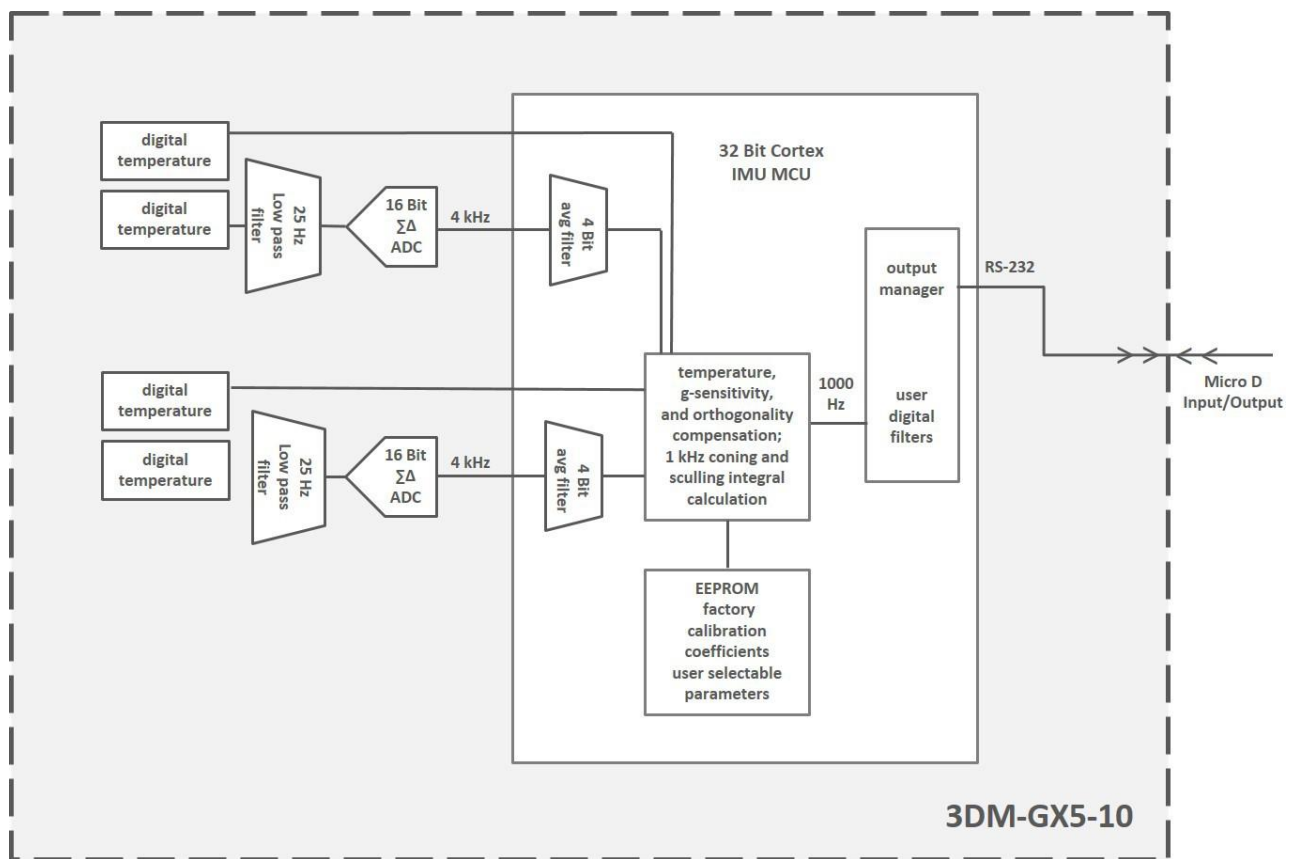 digital
temperature
digital
temperature
25 Hz
Low pass
filter
16 Bit
∑Δ
ADC
4 kHz
4 Bit
avg filter
32 Bit Cortex
IMU MCU
output
manager
user
digital
filters
RS-232
Micro D
Input/Output
digital
temperature
digital
temperature
25 Hz
Low pass
filter
16 Bit
∑Δ
ADC
4 kHz
4 Bit
avg filter
temperature,
g-sensitivity,
and orthogonality
compensation;
1 kHz coning and
sculling integral
calculation
1000
Hz
EEPROM
factory
calibration
coefficients
user selectable
parameters
3DM-GX5-10